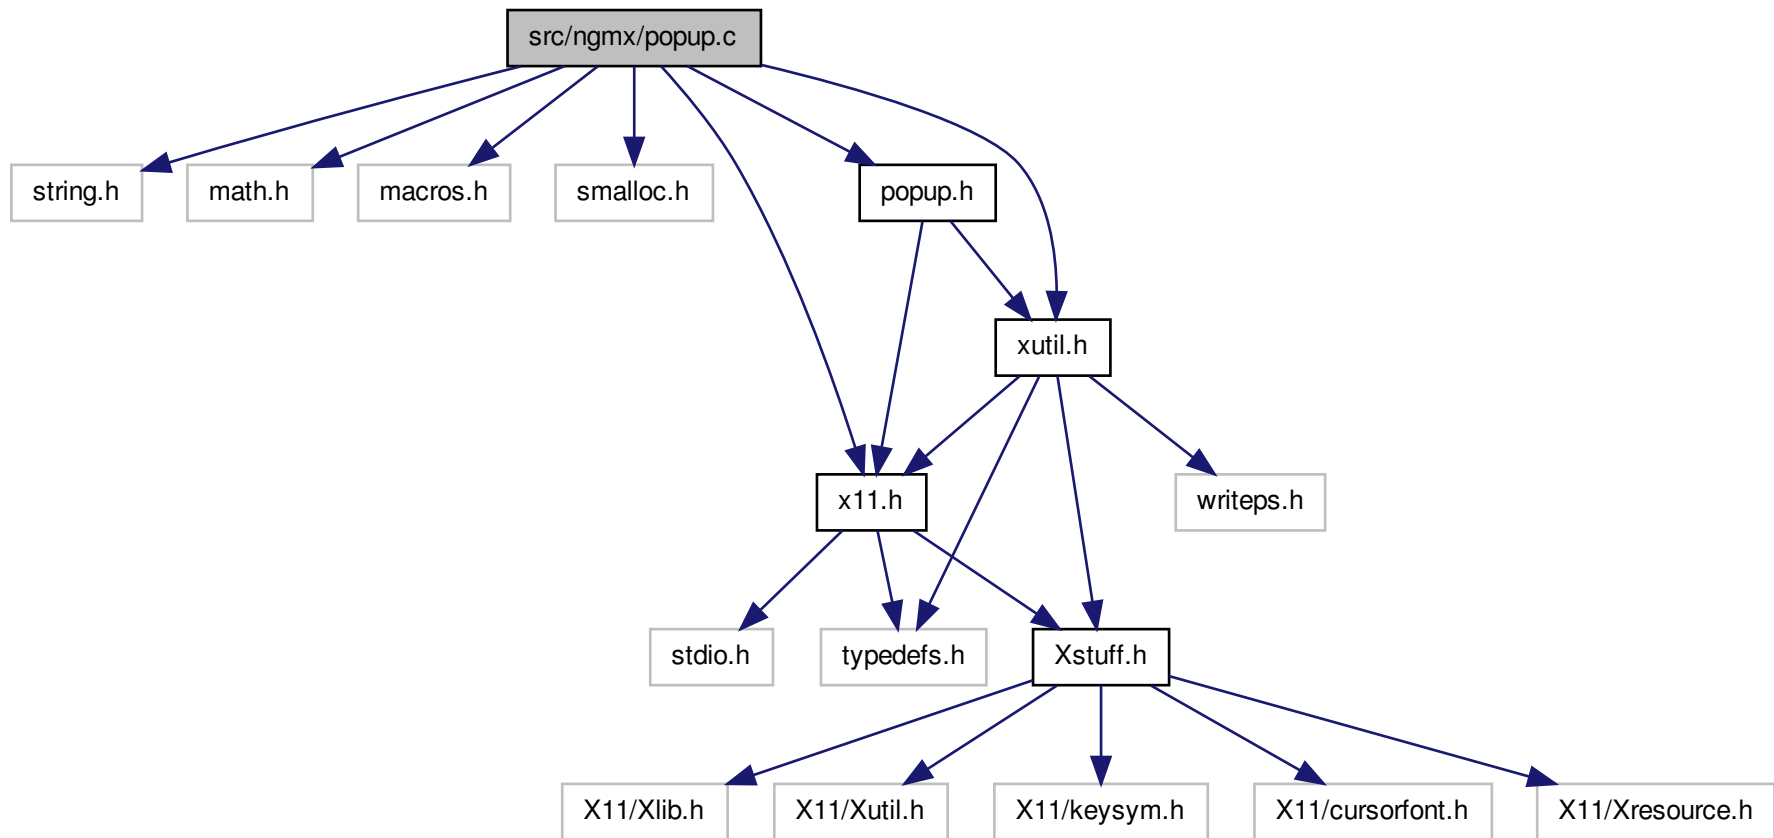 src/ngmx/popup.c
string.h
math.h
macros.h
smalloc.h
popup.h
xutil.h
x11.h
writeps.h
stdio.h
typedefs.h
Xstuff.h
X11/Xlib.h
X11/Xutil.h
X11/keysym.h
X11/cursorfont.h
X11/Xresource.h